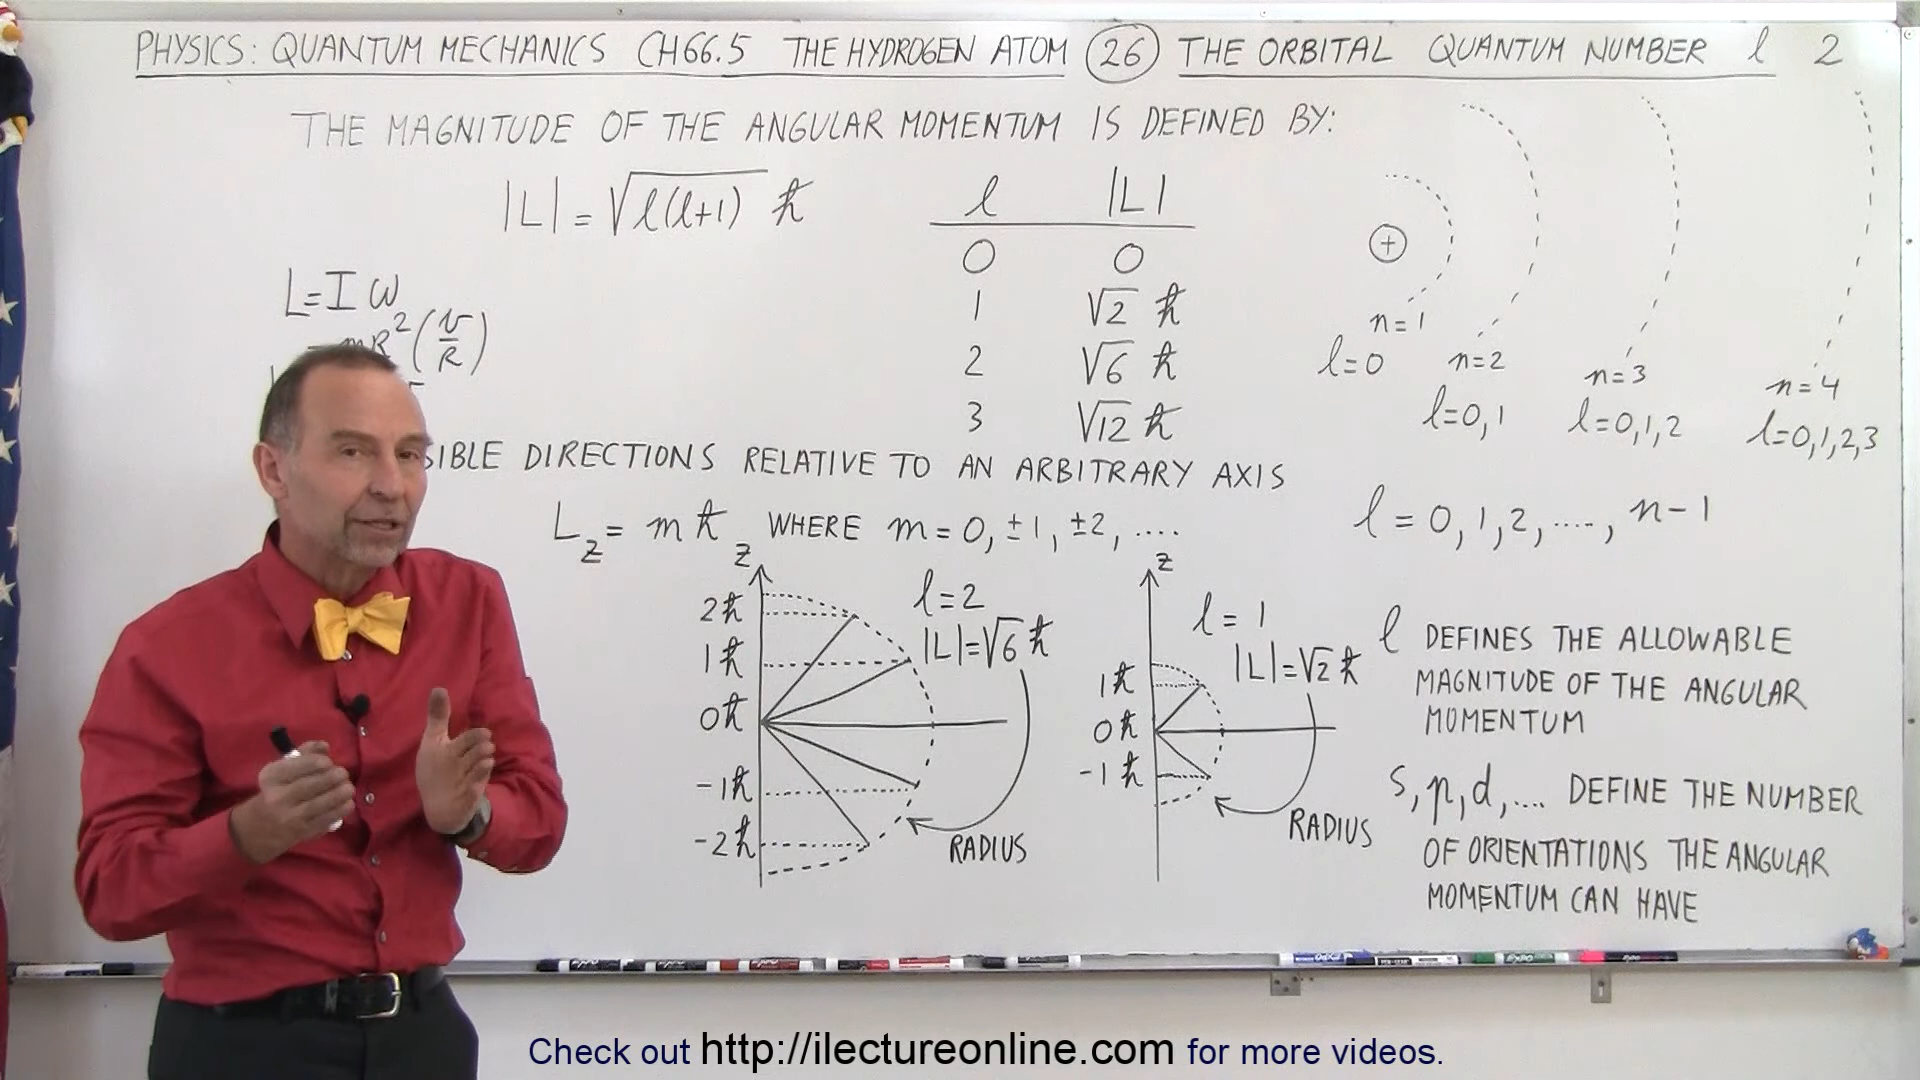 PHYSICS: QUANTUM MECHANICS CH 66.5 THE HYDROGEN ATOM 26 THE ORBITAL QUANTUM NUMBER l 2
THE MAGNITUDE OF THE ANGULAR MOMENTUM IS DEFINED BY:
|L| = √l(l+1) ħ
L = I ω
mR²(v/R)
l |L|
0 0
1 √2 ħ
2 √6 ħ
3 √12 ħ
+
n=1
l=0
n=2
l=0,1
n=3
l=0,1,2
n=4
l=0,1,2,3
DIRECTIONS RELATIVE TO AN ARBITRARY AXIS
L_z = mħ WHERE m = 0, ±1, ±2, ....
l = 0, 1, 2, ...., n-1
z
2ħ
1ħ
0ħ
-1ħ
-2ħ
l=2
|L|=√6 ħ
RADIUS
z
1ħ
0ħ
-1ħ
l=1
|L|=√2 ħ
RADIUS
l DEFINES THE ALLOWABLE
MAGNITUDE OF THE ANGULAR
MOMENTUM
s, p, d, .... DEFINE THE NUMBER
OF ORIENTATIONS THE ANGULAR
MOMENTUM CAN HAVE
Check out http://ilectureonline.com for more videos.